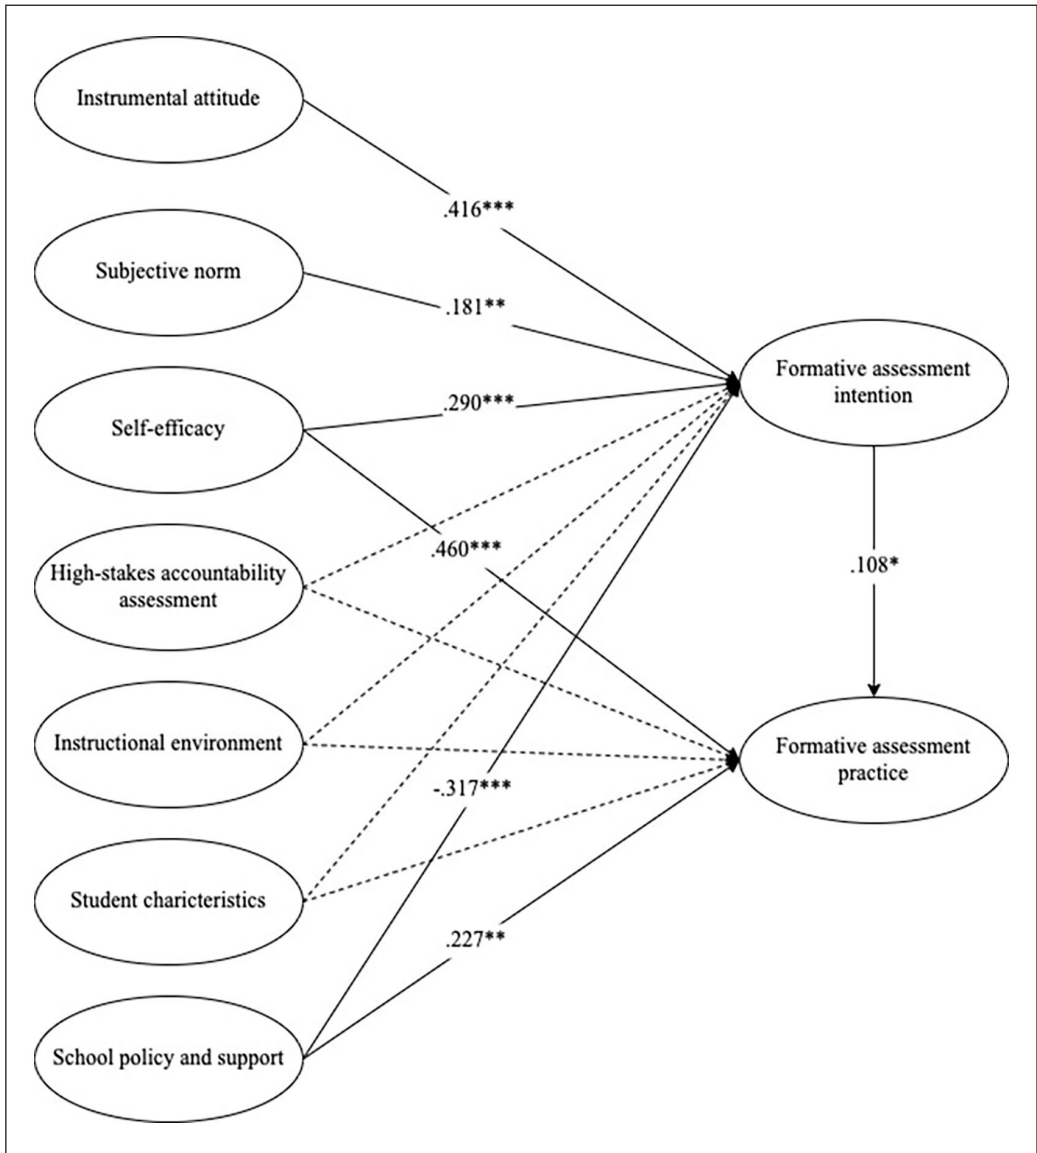 Instrumental attitude
.416***
Subjective norm
.181**
Formative assessment
intention
Self-efficacy
.290***
High-stakes accountability
assessment
.460***
.108*
Instructional environment
Formative assessment
practice
-.317***
Student charicteristics
.227**
School policy and support